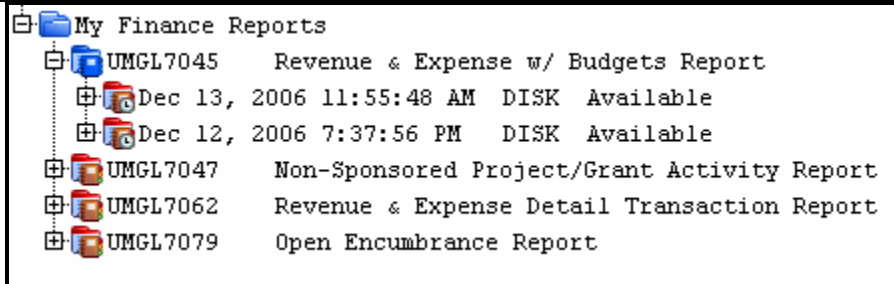 My Finance Reports
UMGL7045 Revenue & Expense w/ Budgets Report
Dec 13, 2006 11:55:48 AM DISK Available
Dec 12, 2006 7:37:56 PM DISK Available
UMGL7047 Non-Sponsored Project/Grant Activity Report
UMGL7062 Revenue & Expense Detail Transaction Report
UMGL7079 Open Encumbrance Report